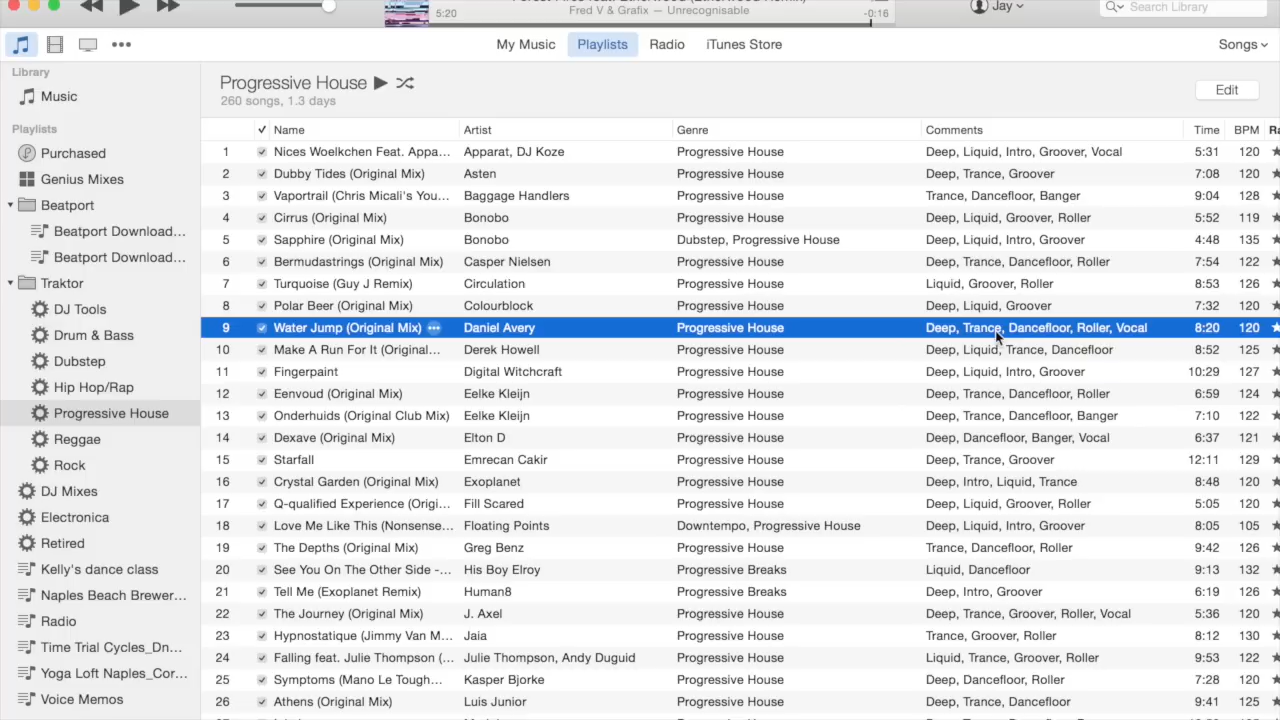 Jay
Search Library
5:20
Fred V & Grafix — Unrecognisable
-0:16
My Music Playlists Radio iTunes Store
Songs
Library
Music
Playlists
Purchased
Genius Mixes
Beatport
Beatport Download...
Beatport Download...
Traktor
DJ Tools
Drum & Bass
Dubstep
Hip Hop/Rap
Progressive House
Reggae
Rock
DJ Mixes
Electronica
Retired
Kelly's dance class
Naples Beach Brewer...
Radio
Time Trial Cycles_Dn...
Yoga Loft Naples_Cor...
Voice Memos
Progressive House
260 songs, 1.3 days
Edit
Name Artist Genre Comments Time BPM Ra
1 Nices Woelkchen Feat. Appa... Apparat, DJ Koze Progressive House Deep, Liquid, Intro, Groover, Vocal 5:31 120
2 Dubby Tides (Original Mix) Asten Progressive House Deep, Trance, Groover 7:08 120
3 Vaportrail (Chris Micali's You... Baggage Handlers Progressive House Trance, Dancefloor, Banger 9:04 128
4 Cirrus (Original Mix) Bonobo Progressive House Deep, Liquid, Groover, Roller 5:52 119
5 Sapphire (Original Mix) Bonobo Dubstep, Progressive House Deep, Liquid, Intro, Groover 4:48 135
6 Bermudastrings (Original Mix) Casper Nielsen Progressive House Deep, Trance, Dancefloor, Roller 7:54 122
7 Turquoise (Guy J Remix) Circulation Progressive House Liquid, Groover, Roller 8:53 126
8 Polar Beer (Original Mix) Colourblock Progressive House Deep, Liquid, Groover 7:32 120
9 Water Jump (Original Mix) Daniel Avery Progressive House Deep, Trance, Dancefloor, Roller, Vocal 8:20 120
10 Make A Run For It (Original... Derek Howell Progressive House Deep, Liquid, Trance, Dancefloor 8:52 125
11 Fingerpaint Digital Witchcraft Progressive House Deep, Liquid, Intro, Groover 10:29 127
12 Eenvoud (Original Mix) Eelke Kleijn Progressive House Deep, Trance, Dancefloor, Roller 6:59 124
13 Onderhuids (Original Club Mix) Eelke Kleijn Progressive House Deep, Trance, Dancefloor, Banger 7:10 122
14 Dexave (Original Mix) Elton D Progressive House Deep, Dancefloor, Banger, Vocal 6:37 121
15 Starfall Emrecan Cakir Progressive House Deep, Trance, Groover 12:11 129
16 Crystal Garden (Original Mix) Exoplanet Progressive House Deep, Intro, Liquid, Trance 8:48 120
17 Q-qualified Experience (Origi... Fill Scared Progressive House Deep, Liquid, Groover, Roller 5:05 120
18 Love Me Like This (Nonsense... Floating Points Downtempo, Progressive House Deep, Liquid, Intro, Groover 8:05 105
19 The Depths (Original Mix) Greg Benz Progressive House Trance, Dancefloor, Roller 9:42 126
20 See You On The Other Side -... His Boy Elroy Progressive Breaks Liquid, Dancefloor 9:13 132
21 Tell Me (Exoplanet Remix) Human8 Progressive Breaks Deep, Intro, Groover 6:19 126
22 The Journey (Original Mix) J. Axel Progressive House Deep, Trance, Groover, Roller, Vocal 5:36 120
23 Hypnostatique (Jimmy Van M... Jaia Progressive House Trance, Groover, Roller 8:12 130
24 Falling feat. Julie Thompson (... Julie Thompson, Andy Duguid Progressive House Liquid, Trance, Groover, Roller 9:53 122
25 Symptoms (Mano Le Tough... Kasper Bjorke Progressive House Deep, Dancefloor, Roller 7:28 120
26 Athens (Original Mix) Luis Junior Progressive House Deep, Trance, Dancefloor 9:41 125